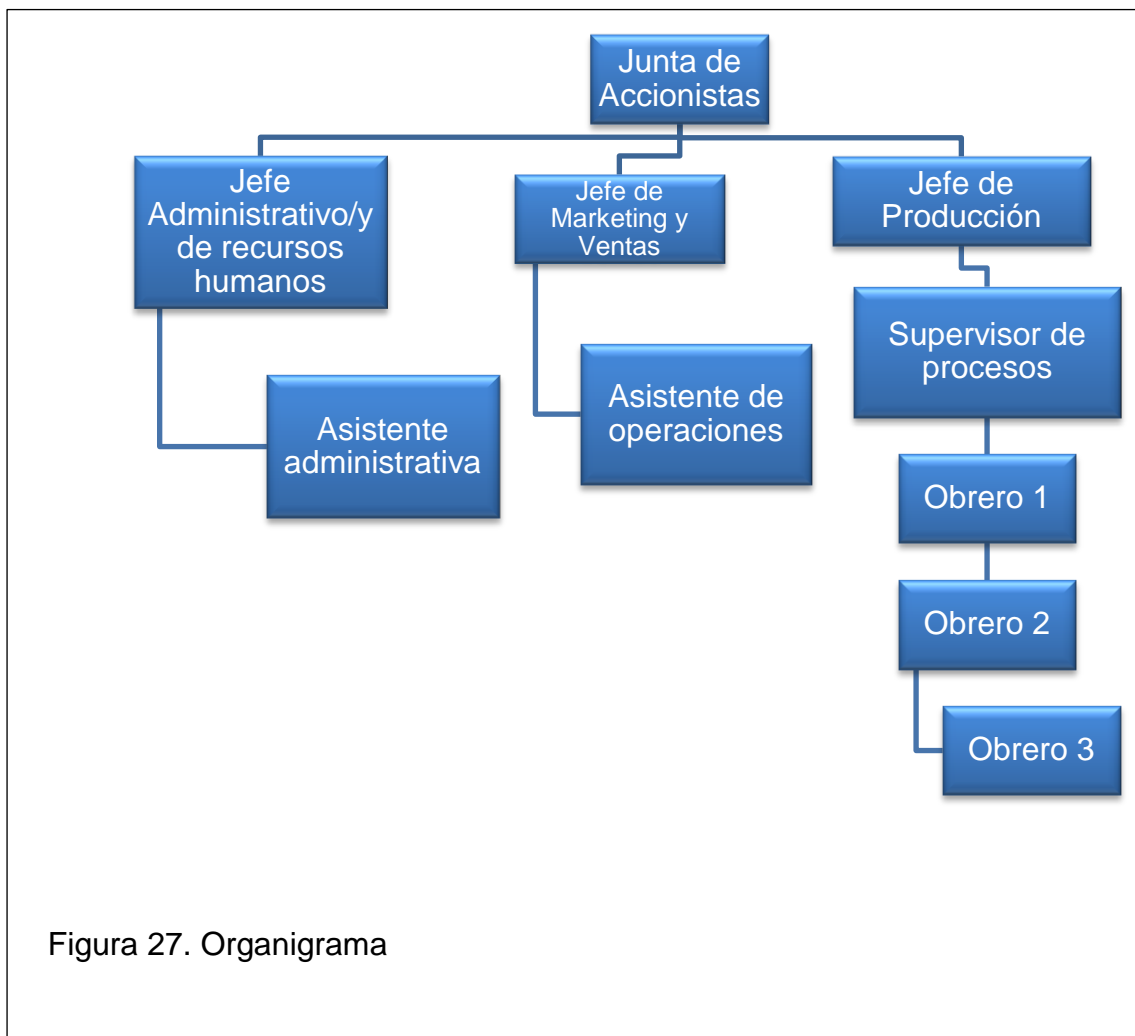 Junta de
Accionistas
Jefe
Administrativo/y
de recursos
humanos
Jefe de
Marketing y
Ventas
Jefe de
Producción
Supervisor de
procesos
Asistente
administrativa
Asistente de
operaciones
Obrero 1
Obrero 2
Obrero 3
Figura 27. Organigrama